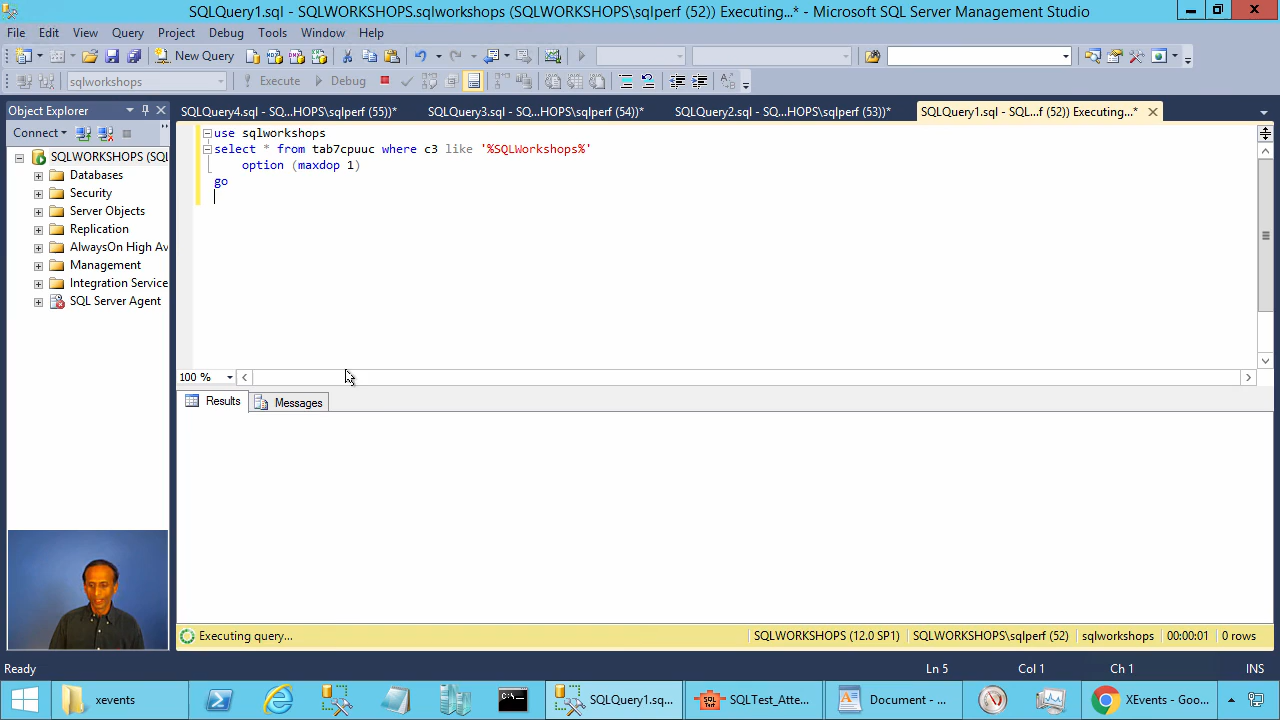 SQLQuery1.sql - SQLWORKSHOPS.sqlworkshops (SQLWORKSHOPS\sqlperf (52)) Executing...* - Microsoft SQL Server Management Studio
File Edit View Query Project Debug Tools Window Help
New Query
sqlworkshops Execute Debug
Object Explorer
SQLQuery4.sql - SQ...HOPS\sqlperf (55))* SQLQuery3.sql - SQ...HOPS\sqlperf (54))* SQLQuery2.sql - SQ...HOPS\sqlperf (53))* SQLQuery1.sql - SQL...f (52)) Executing...*
Connect
SQLWORKSHOPS (SQL
Databases
Security
Server Objects
Replication
AlwaysOn High Av
Management
Integration Service
SQL Server Agent
use sqlworkshops
select * from tab7cpuuc where c3 like '%SQLWorkshops%'
option (maxdop 1)
go
100 %
Results Messages
Executing query... SQLWORKSHOPS (12.0 SP1) SQLWORKSHOPS\sqlperf (52) sqlworkshops 00:00:01 0 rows
Ready Ln 5 Col 1 Ch 1 INS
xevents SQLQuery1.sq... SQLTest_Atte... Document - ... XEvents - Goo...